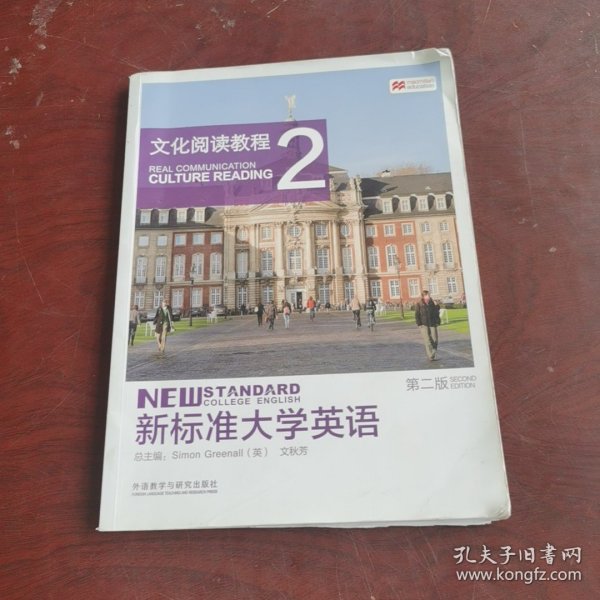 macmillan
education
文化阅读教程 2
REAL COMMUNICATION
CULTURE READING
NEW STANDARD
COLLEGE ENGLISH
第二版 SECOND
EDITION
新标准大学英语
总主编：Simon Greenall（英） 文秋芳
外语教学与研究出版社
FOREIGN LANGUAGE TEACHING AND RESEARCH PRESS
孔夫子旧书网
www.kongfz.com